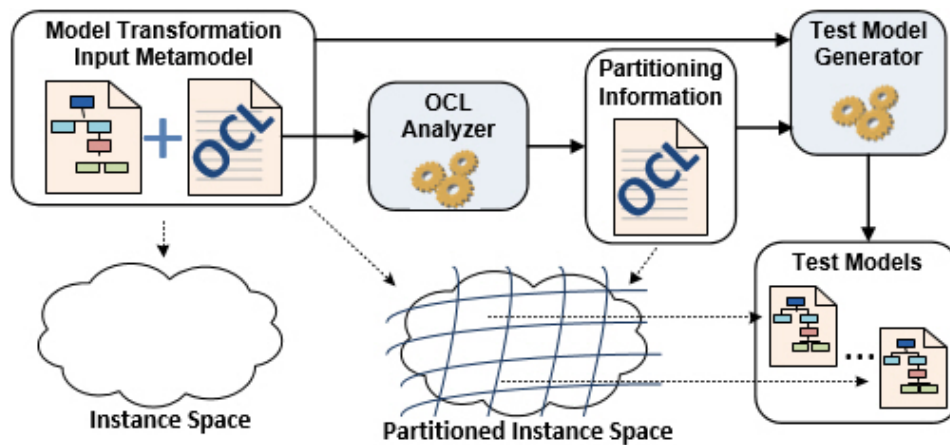 Model Transformation
Input Metamodel
OCL
OCL
Analyzer
Partitioning
Information
OCL
Test Model
Generator
Test Models
...
Instance Space
Partitioned Instance Space